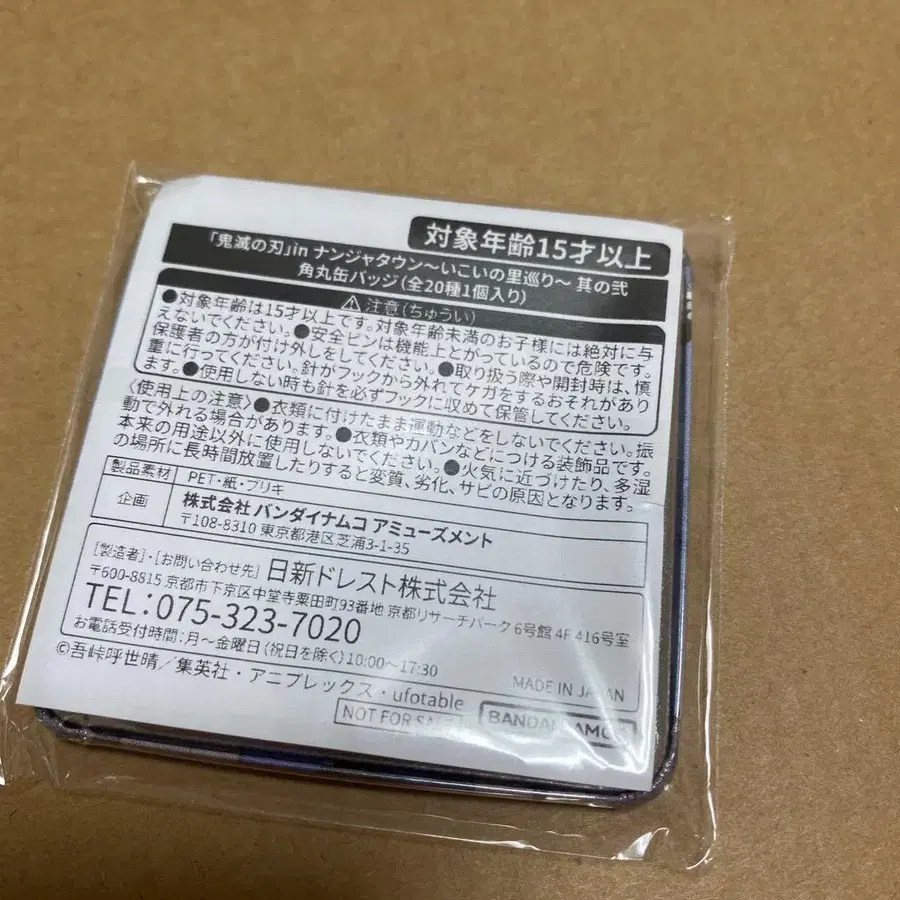 対象年齢15才以上
「鬼滅の刃」in ナンジャタウン〜いこいの里巡り〜 其の弐
角丸缶バッジ(全20種1個入り)
⚠注意(ちゅうい)
●対象年齢は15才以上です。対象年齢未満のお子様には絶対に与
えないでください。●安全ピンは機能上とがっているので危険です。
保護者の方が付け外しをしてください。●取り扱う際や開封時は、慎
重に行ってください。針がフックから外れてケガをするおそれがあり
ます。●使用しない時も針を必ずフックに収めて保管してください。
〈使用上の注意〉●衣類に付けたまま運動などをしないでください。振
動で外れる場合があります。●衣類やカバンなどにつける装飾品です。
本来の用途以外に使用しないでください。●火気に近づけたり、多湿
の場所に長時間放置したりすると変質、劣化、サビの原因となります。
製品素材 PET・紙・ブリキ
企画 株式会社 バンダイナムコ アミューズメント
〒108-8310 東京都港区芝浦3-1-35
[製造者]・[お問い合わせ先] 日新ドレスト株式会社
〒600-8815 京都市下京区中堂寺粟田町93番地 京都リサーチパーク 6号館 4F 416号室
TEL:075-323-7020
お電話受付時間:月〜金曜日(祝日を除く)10:00〜17:30
MADE IN JAPAN
©吾峠呼世晴/集英社・アニプレックス・ufotable
NOT FOR SALE BANDAI NAMCO